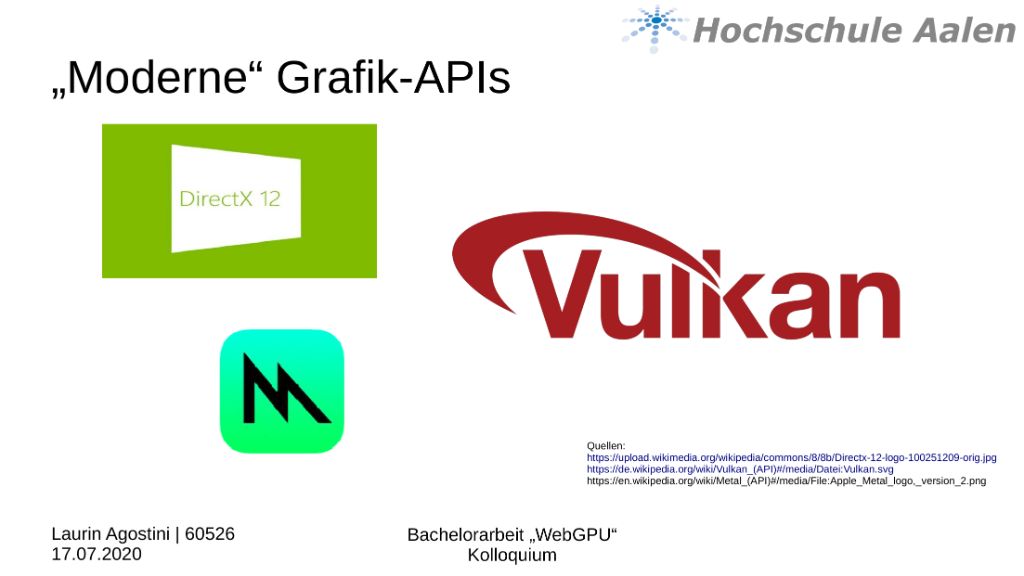 Hochschule Aalen
„Moderne“ Grafik-APIs
DirectX 12
Vulkan
Quellen:
https://upload.wikimedia.org/wikipedia/commons/8/8b/Directx-12-logo-100251209-orig.jpg
https://de.wikipedia.org/wiki/Vulkan_(API)#/media/Datei:Vulkan.svg
https://en.wikipedia.org/wiki/Metal_(API)#/media/File:Apple_Metal_logo,_version_2.png
Laurin Agostini | 60526
17.07.2020
Bachelorarbeit „WebGPU“
Kolloquium